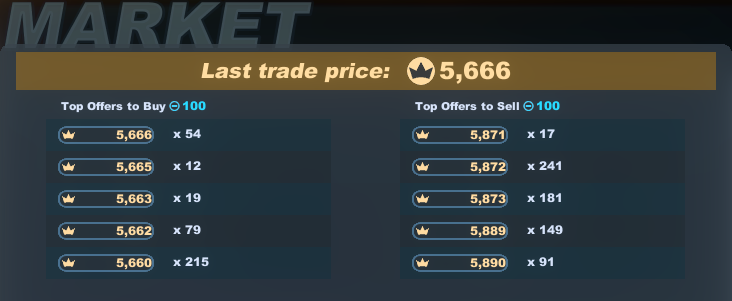 MARKET
Last trade price: 5,666
Top Offers to Buy 100
5,666 x 54
5,665 x 12
5,663 x 19
5,662 x 79
5,660 x 215
Top Offers to Sell 100
5,871 x 17
5,872 x 241
5,873 x 181
5,889 x 149
5,890 x 91